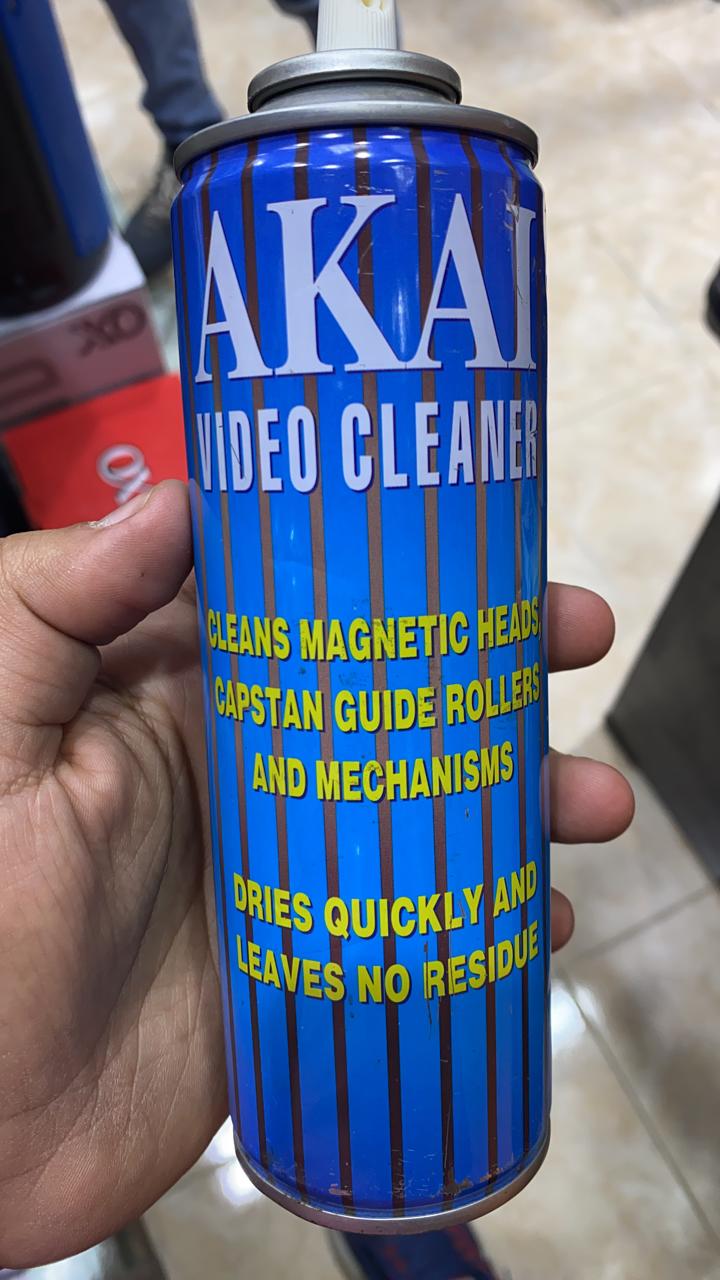 AKAI
VIDEO CLEANER
CLEANS MAGNETIC HEADS,
CAPSTAN GUIDE ROLLERS
AND MECHANISMS
DRIES QUICKLY AND
LEAVES NO RESIDUE